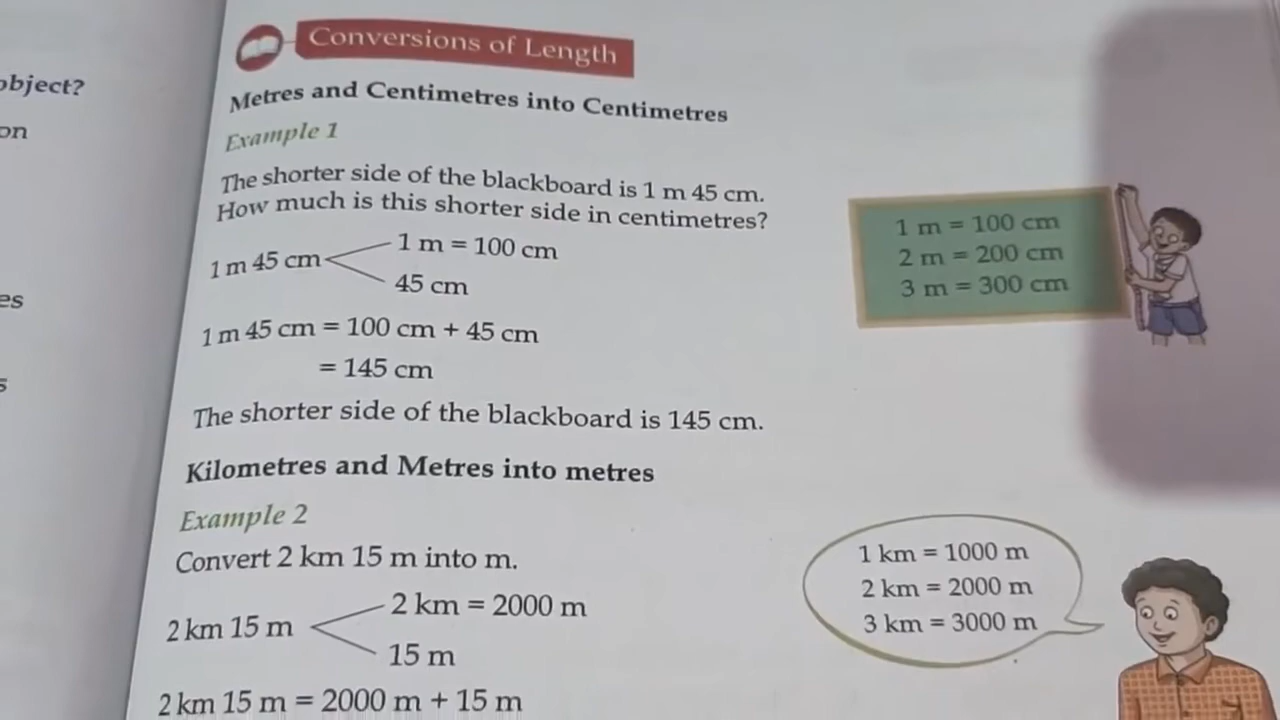 object?
on
es
s
Conversions of Length
Metres and Centimetres into Centimetres
Example 1
The shorter side of the blackboard is 1 m 45 cm.
How much is this shorter side in centimetres?
1 m 45 cm
1 m = 100 cm
45 cm
1 m 45 cm = 100 cm + 45 cm
= 145 cm
The shorter side of the blackboard is 145 cm.
1 m = 100 cm
2 m = 200 cm
3 m = 300 cm
Kilometres and Metres into metres
Example 2
Convert 2 km 15 m into m.
2 km 15 m
2 km = 2000 m
15 m
2 km 15 m = 2000 m + 15 m
1 km = 1000 m
2 km = 2000 m
3 km = 3000 m